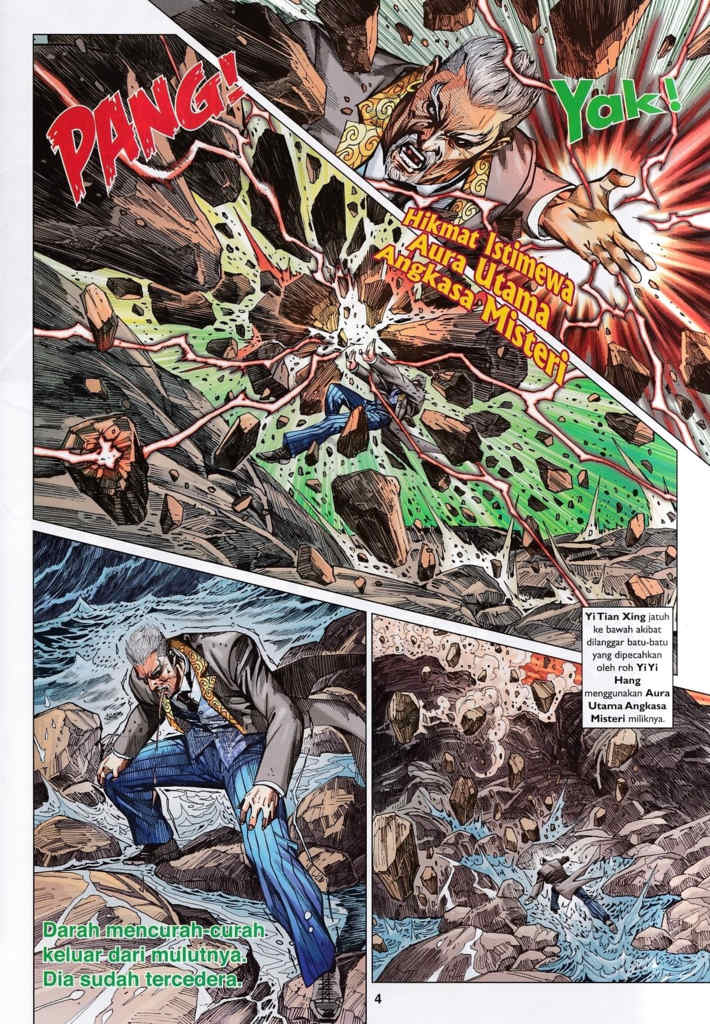 PANG!
Yak!
Hikmat Istimewa
Aura Utama
Angkasa Misteri
Yi Tian Xing jatuh
ke bawah akibat
dilanggar batu-batu
yang dipecahkan
oleh roh Yi Yi
Hang
menggunakan Aura
Utama Angkasa
Misteri miliknya.
Darah mencurah-curah
keluar dari mulutnya.
Dia sudah tercedera.
4